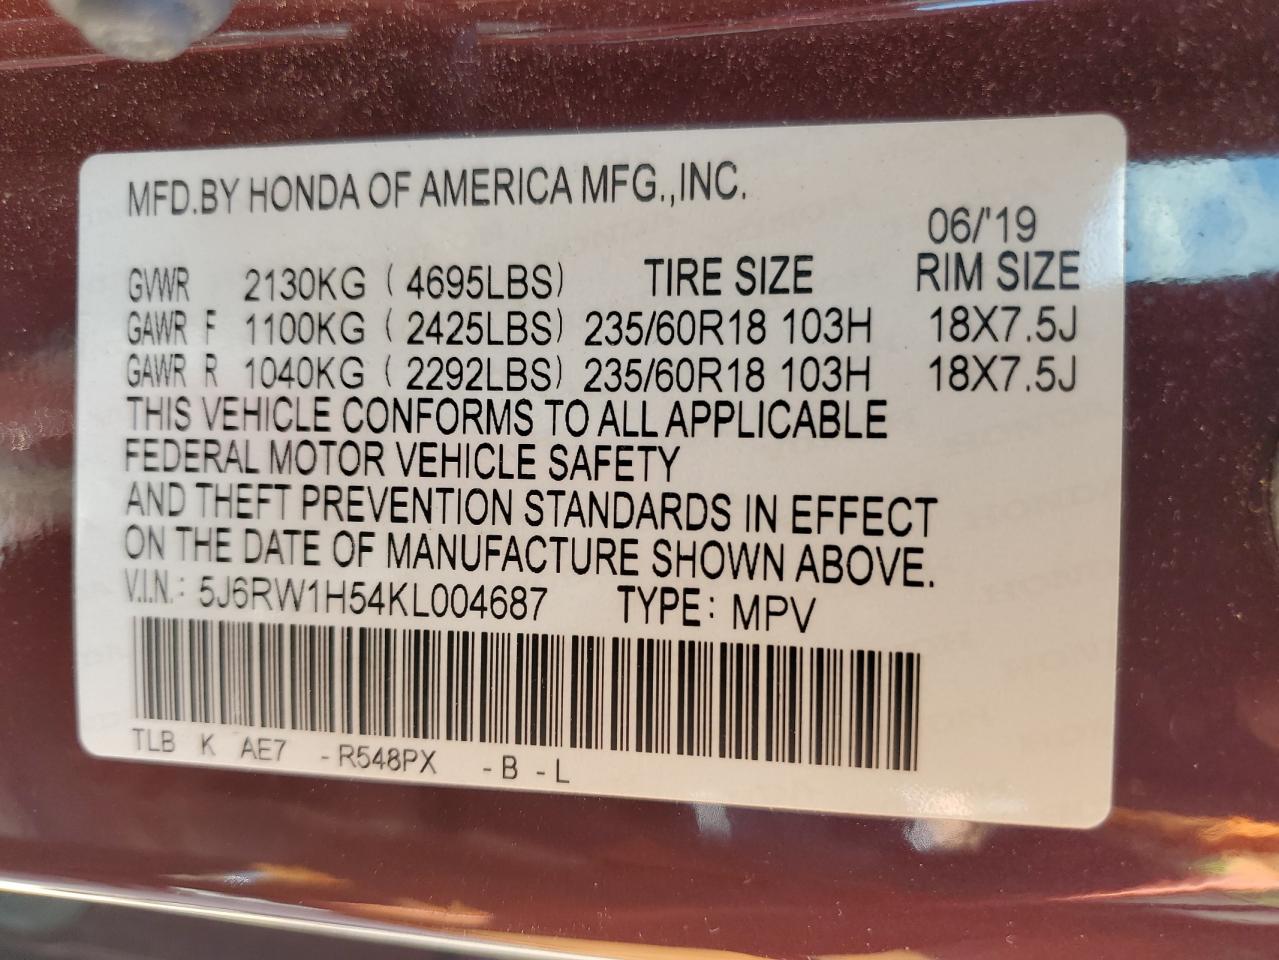 MFD.BY HONDA OF AMERICA MFG.,INC.
06/'19
GVWR 2130KG ( 4695LBS) TIRE SIZE RIM SIZE
GAWR F 1100KG ( 2425LBS) 235/60R18 103H 18X7.5J
GAWR R 1040KG ( 2292LBS) 235/60R18 103H 18X7.5J
THIS VEHICLE CONFORMS TO ALL APPLICABLE
FEDERAL MOTOR VEHICLE SAFETY
AND THEFT PREVENTION STANDARDS IN EFFECT
ON THE DATE OF MANUFACTURE SHOWN ABOVE.
V.I.N.: 5J6RW1H54KL004687 TYPE: MPV
TLB K AE7 -R548PX -B -L